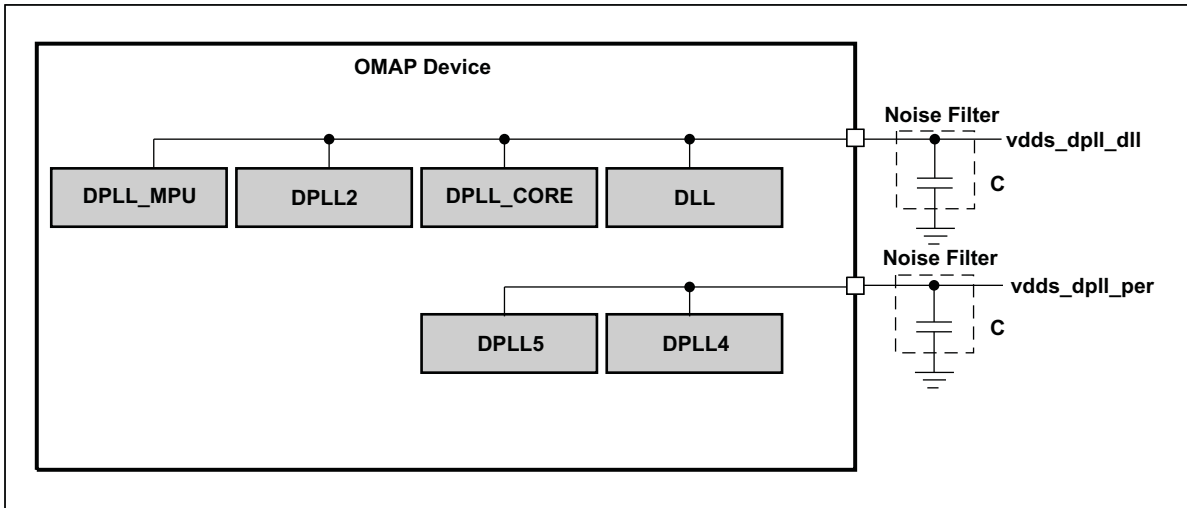 OMAP Device
Noise Filter
vdds_dpll_dll
C
DPLL_MPU
DPLL2
DPLL_CORE
DLL
Noise Filter
vdds_dpll_per
C
DPLL5
DPLL4